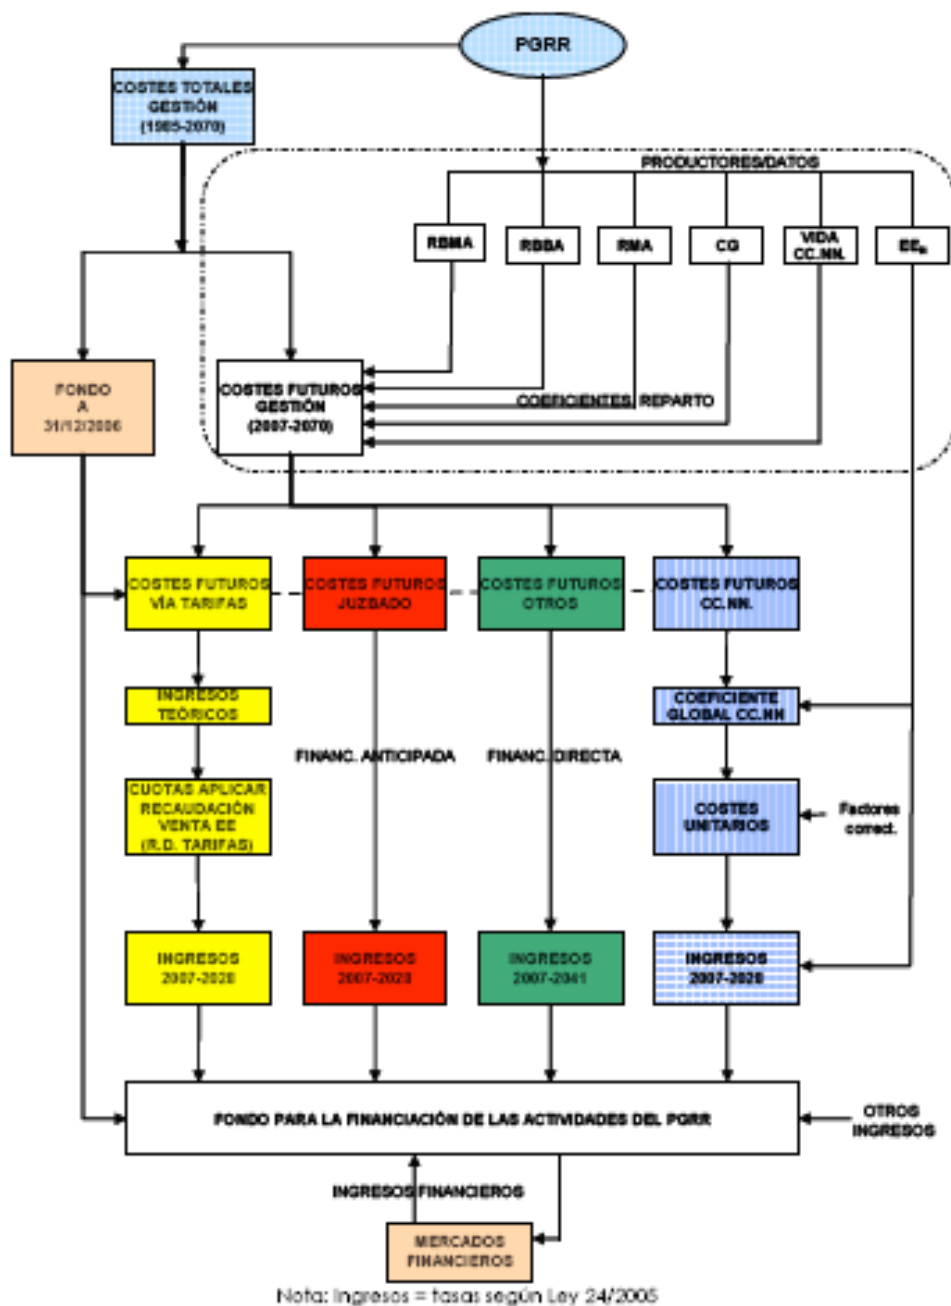 PGRR
COSTES TOTALES
GESTIÓN
(1985-2070)
PRODUCTORES/DATOS
RBMA
RBBA
RMA
CG
VIDA
CC.NN.
EE
FONDO
A
31/12/2006
COSTES FUTUROS
GESTIÓN
(2007-2070)
COEFICIENTES REPARTO
COSTES FUTUROS
VÍA TARIFAS
COSTES FUTUROS
JUZBADO
COSTES FUTUROS
OTROS
COSTES FUTUROS
CC.NN.
INGRESOS
TEÓRICOS
COEFICIENTE
GLOBAL CC.NN
FINANC. ANTICIPADA
FINANC. DIRECTA
CUOTAS APLICAR
RECAUDACIÓN
VENTA EE
(R.D. TARIFAS)
COSTES
UNITARIOS
Factores
correct.
INGRESOS
2007-2028
INGRESOS
2007-2028
INGRESOS
2007-2041
INGRESOS
2007-2028
FONDO PARA LA FINANCIACIÓN DE LAS ACTIVIDADES DEL PGRR
OTROS
INGRESOS
INGRESOS FINANCIEROS
MERCADOS
FINANCIEROS
Nota: Ingresos = tasas según Ley 24/2005